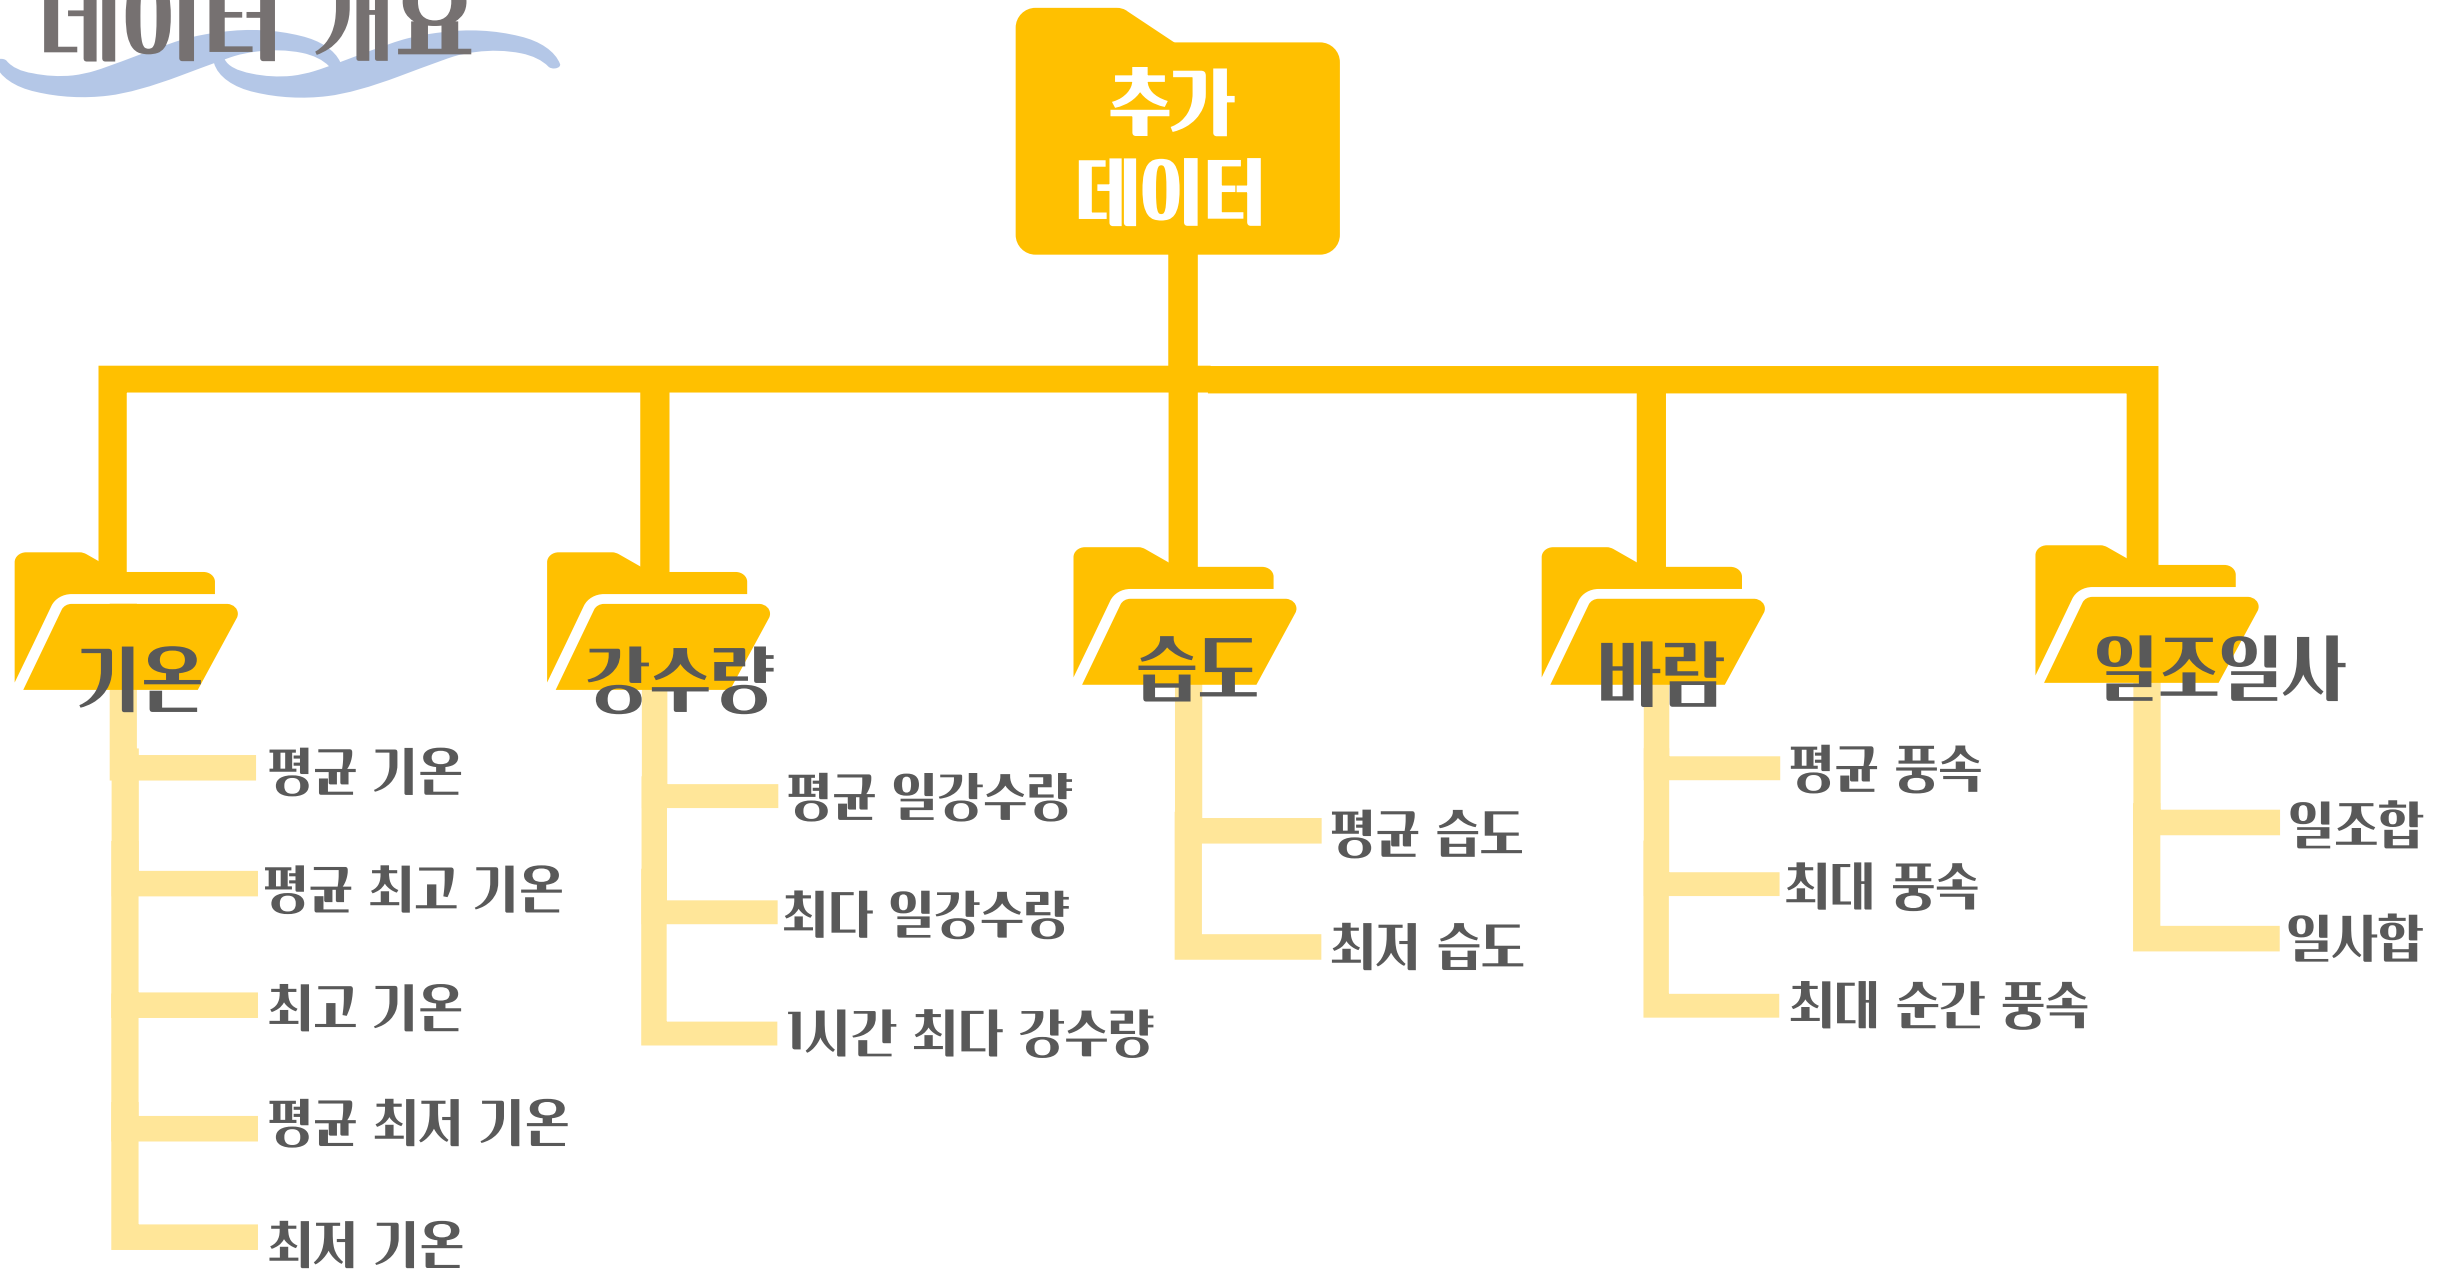 데이터 개요
추가
데이터
기온
평균 기온
평균 최고 기온
최고 기온
평균 최저 기온
최저 기온
강수량
평균 일강수량
최다 일강수량
1시간 최다 강수량
습도
평균 습도
최저 습도
바람
평균 풍속
최대 풍속
최대 순간 풍속
일조일사
일조합
일사합